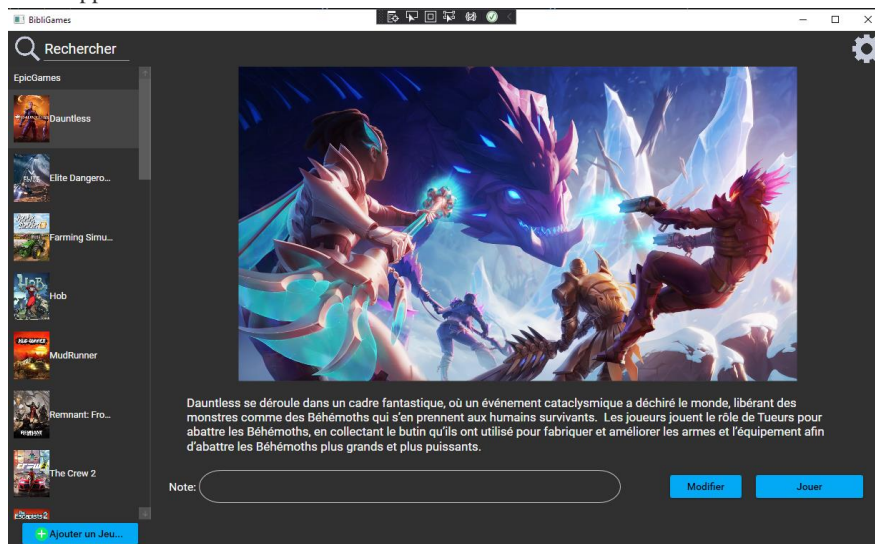 BibliGames
Rechercher
EpicGames
Dauntless
Elite Dangero...
Farming Simu...
Hob
MudRunner
Remnant: Fro...
The Crew 2
Ajouter un Jeu...
Dauntless se déroule dans un cadre fantastique, où un événement cataclysmique a déchiré le monde, libérant des
monstres comme des Béhémoths qui s'en prennent aux humains survivants. Les joueurs jouent le rôle de Tueurs pour
abattre les Béhémoths, en collectant le butin qu'ils ont utilisé pour fabriquer et améliorer les armes et l'équipement afin
d'abattre les Béhémoths plus grands et plus puissants.
Note:
Modifier
Jouer